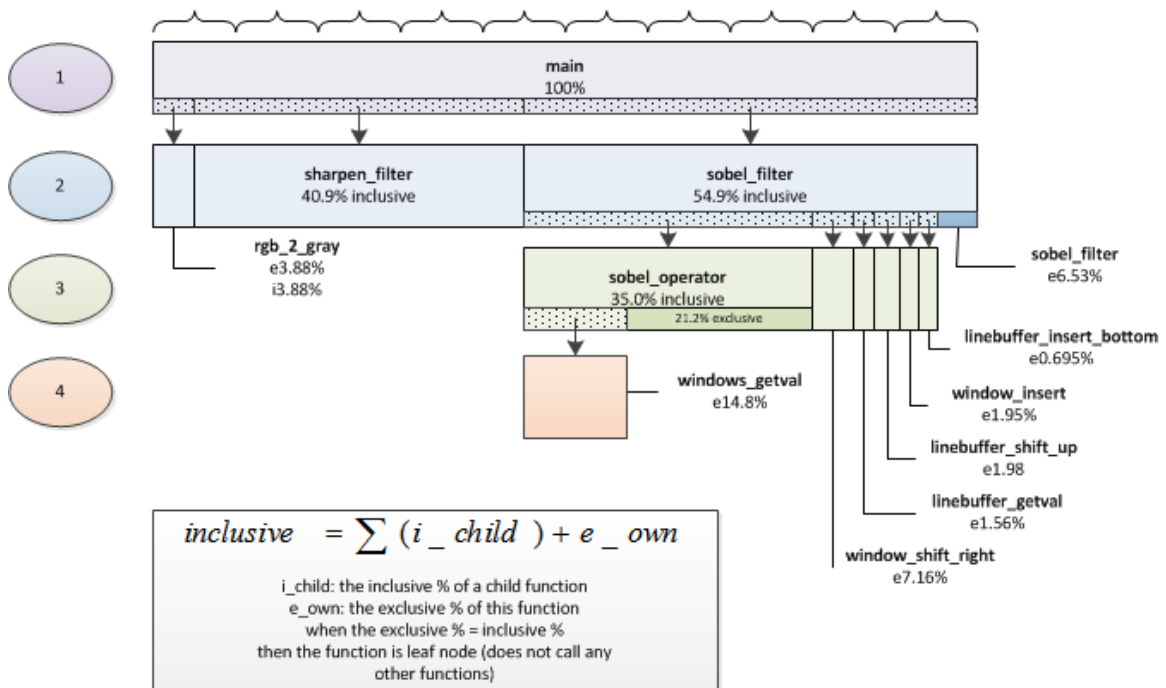 1
main
100%
2
sharpen_filter
40.9% inclusive
sobel_filter
54.9% inclusive
rgb_2_gray
e3.88%
i3.88%
sobel_filter
e6.53%
3
sobel_operator
35.0% inclusive
21.2% exclusive
linebuffer_insert_bottom
e0.695%
4
windows_getval
e14.8%
window_insert
e1.95%
linebuffer_shift_up
e1.98
linebuffer_getval
e1.56%
window_shift_right
e7.16%
inclusive = ∑ (i_child) + e_own
i_child: the inclusive % of a child function
e_own: the exclusive % of this function
when the exclusive % = inclusive %
then the function is leaf node (does not call any
other functions)